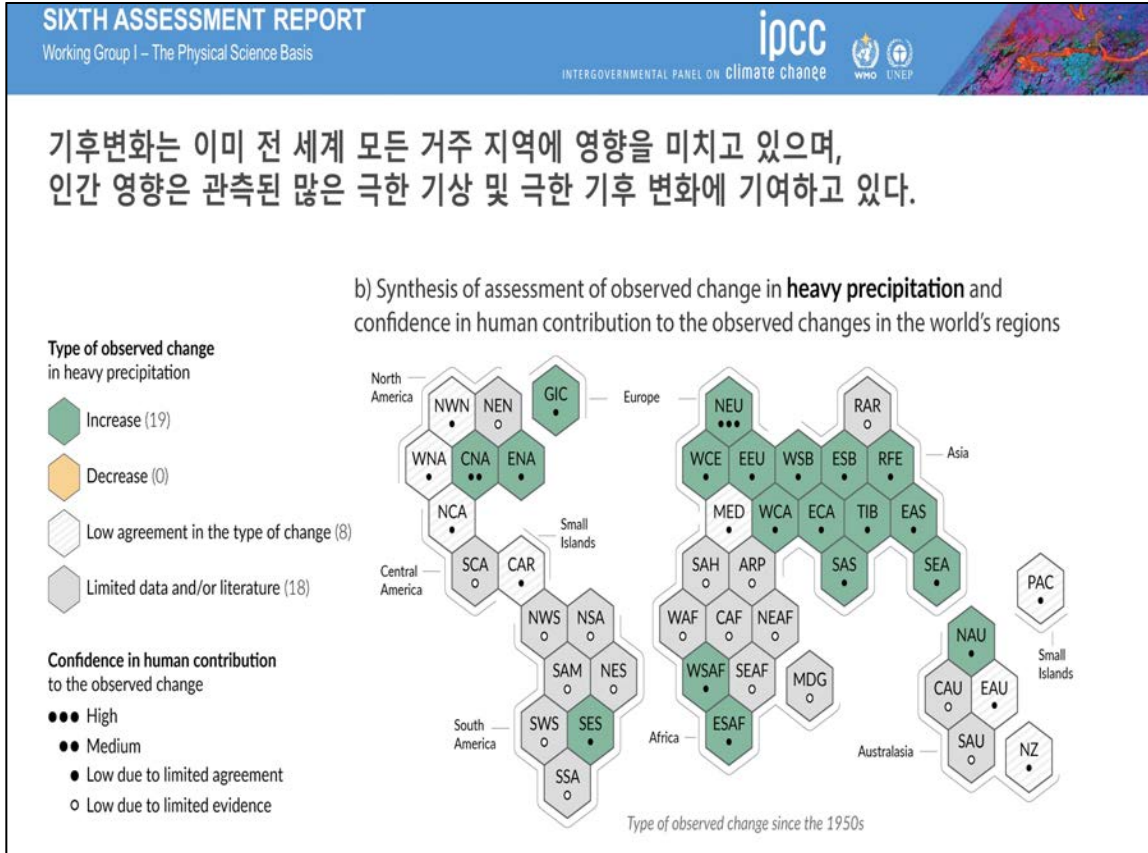 SIXTH ASSESSMENT REPORT
Working Group I – The Physical Science Basis
ipcc
INTERGOVERNMENTAL PANEL ON climate change
WMO UNEP
기후변화는 이미 전 세계 모든 거주 지역에 영향을 미치고 있으며,
인간 영향은 관측된 많은 극한 기상 및 극한 기후 변화에 기여하고 있다.
b) Synthesis of assessment of observed change in heavy precipitation and
confidence in human contribution to the observed changes in the world's regions
Type of observed change
in heavy precipitation
Increase (19)
Decrease (0)
Low agreement in the type of change (8)
Limited data and/or literature (18)
Confidence in human contribution
to the observed change
●●● High
●● Medium
● Low due to limited agreement
○ Low due to limited evidence
North
America
NWN
NEN
GIC
WNA
CNA
ENA
NCA
Central
America
SCA
CAR
Small
Islands
NWS
NSA
SAM
NES
South
America
SWS
SES
SSA
Europe
NEU
RAR
WCE
EEU
WSB
ESB
RFE
Asia
MED
WCA
ECA
TIB
EAS
SAH
ARP
SAS
SEA
WAF
CAF
NEAF
WSAF
SEAF
MDG
Africa
ESAF
PAC
Small
Islands
NAU
CAU
EAU
Australasia
SAU
NZ
Type of observed change since the 1950s